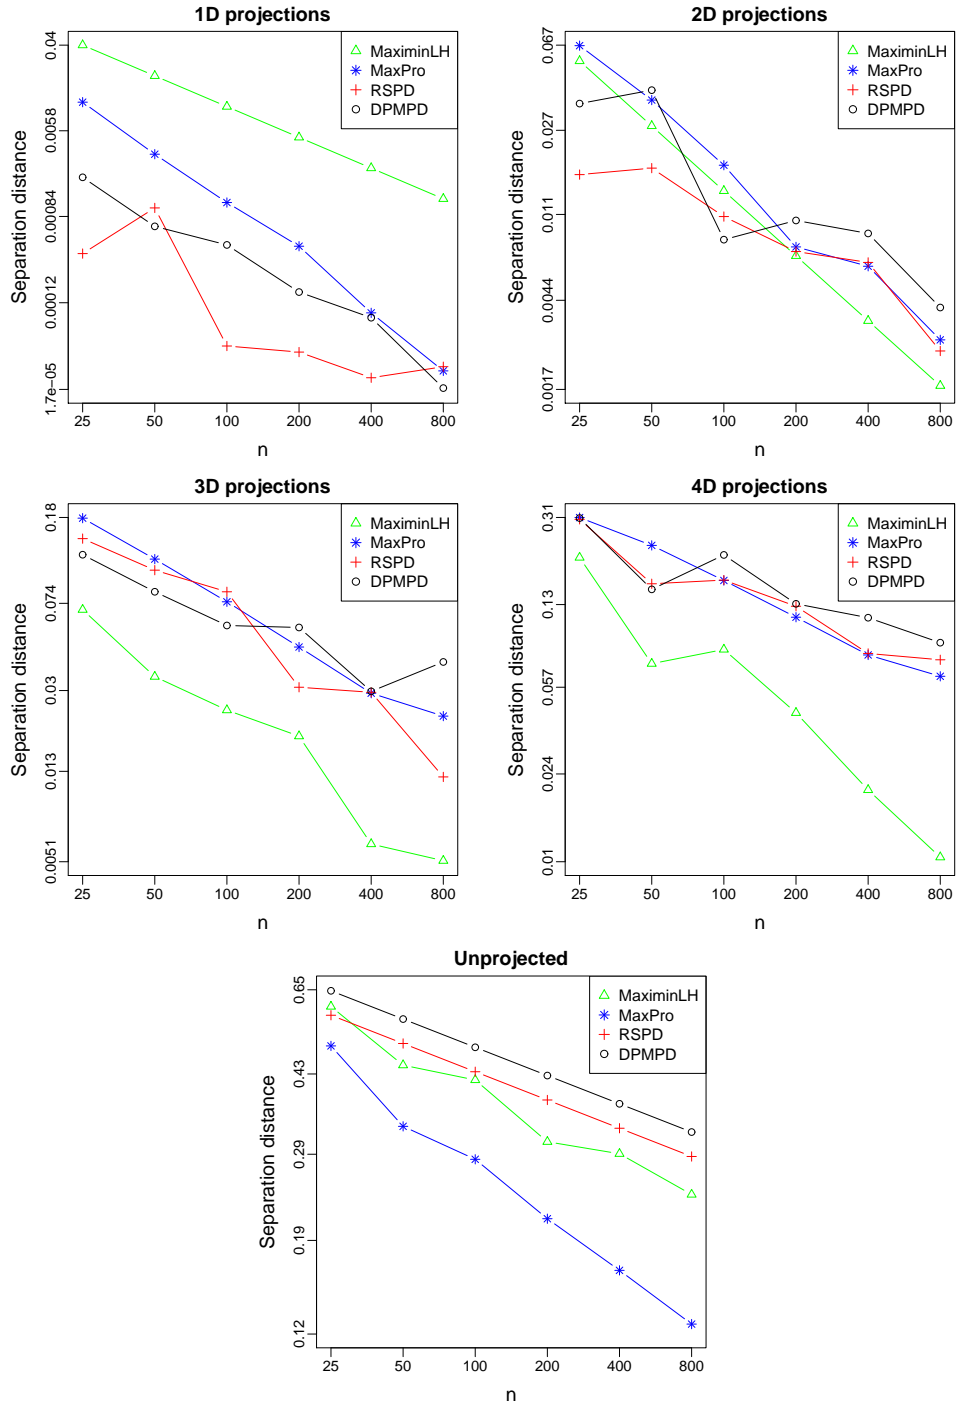 1D projections
Separation distance
0.04
0.0058
0.00084
0.00012
1.7e−05
MaximinLH
MaxPro
RSPD
DPMPD
25 50 100 200 400 800
n
2D projections
Separation distance
0.067
0.027
0.011
0.0044
0.0017
MaximinLH
MaxPro
RSPD
DPMPD
25 50 100 200 400 800
n
3D projections
Separation distance
0.18
0.074
0.03
0.013
0.0051
MaximinLH
MaxPro
RSPD
DPMPD
25 50 100 200 400 800
n
4D projections
Separation distance
0.31
0.13
0.057
0.024
0.01
MaximinLH
MaxPro
RSPD
DPMPD
25 50 100 200 400 800
n
Unprojected
Separation distance
0.65
0.43
0.29
0.19
0.12
MaximinLH
MaxPro
RSPD
DPMPD
25 50 100 200 400 800
n